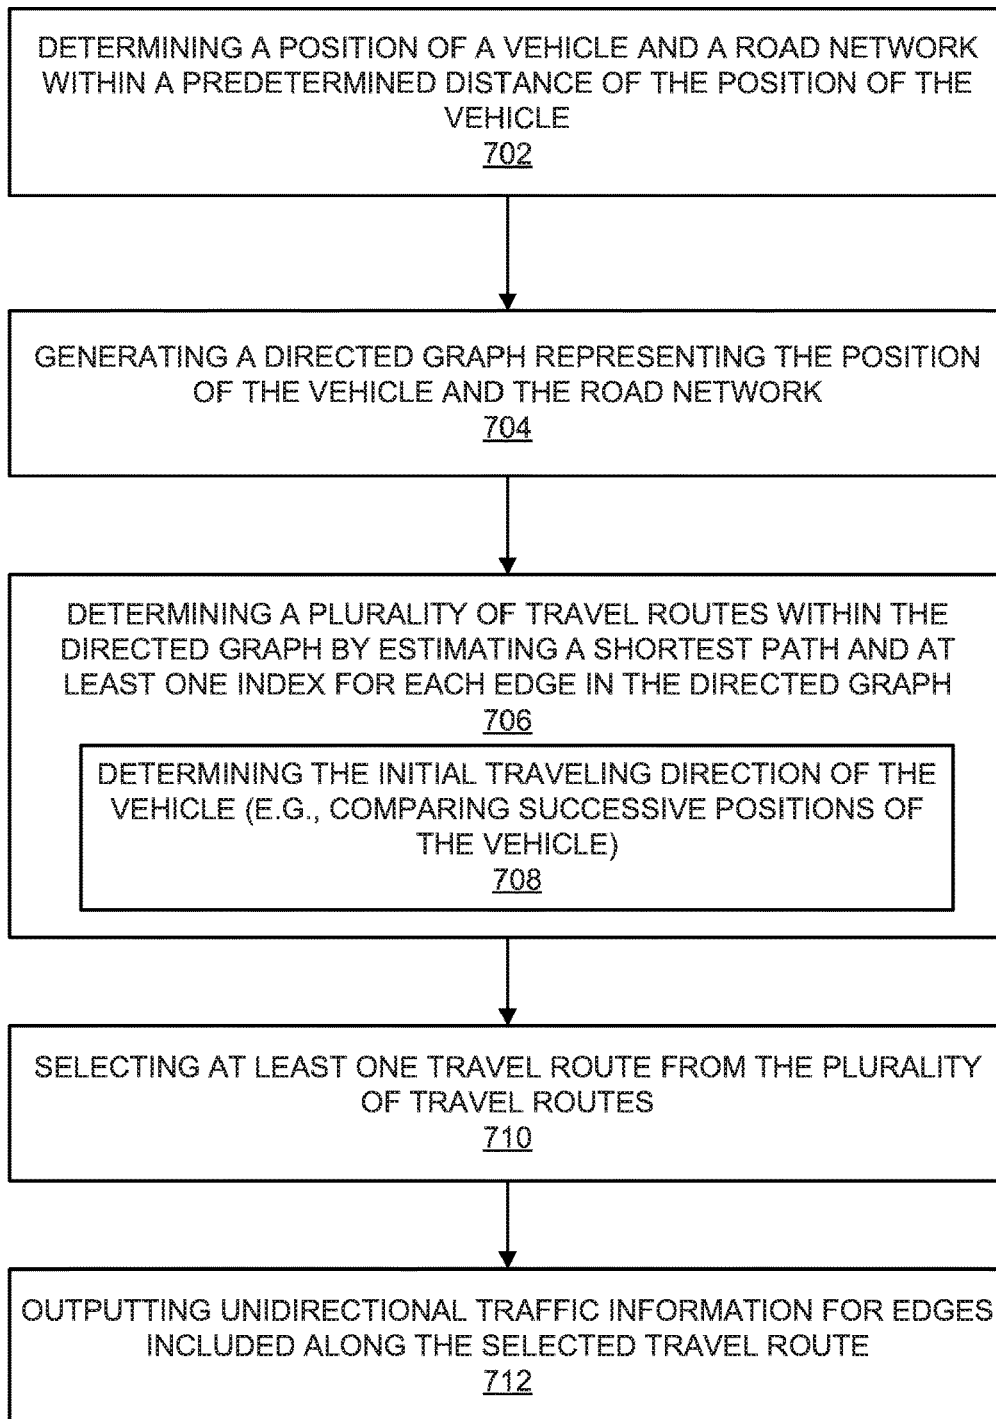 DETERMINING A POSITION OF A VEHICLE AND A ROAD NETWORK
WITHIN A PREDETERMINED DISTANCE OF THE POSITION OF THE
VEHICLE
702
GENERATING A DIRECTED GRAPH REPRESENTING THE POSITION
OF THE VEHICLE AND THE ROAD NETWORK
704
DETERMINING A PLURALITY OF TRAVEL ROUTES WITHIN THE
DIRECTED GRAPH BY ESTIMATING A SHORTEST PATH AND AT
LEAST ONE INDEX FOR EACH EDGE IN THE DIRECTED GRAPH
706
DETERMINING THE INITIAL TRAVELING DIRECTION OF THE
VEHICLE (E.G., COMPARING SUCCESSIVE POSITIONS OF
THE VEHICLE)
708
SELECTING AT LEAST ONE TRAVEL ROUTE FROM THE PLURALITY
OF TRAVEL ROUTES
710
OUTPUTTING UNIDIRECTIONAL TRAFFIC INFORMATION FOR EDGES
INCLUDED ALONG THE SELECTED TRAVEL ROUTE
712